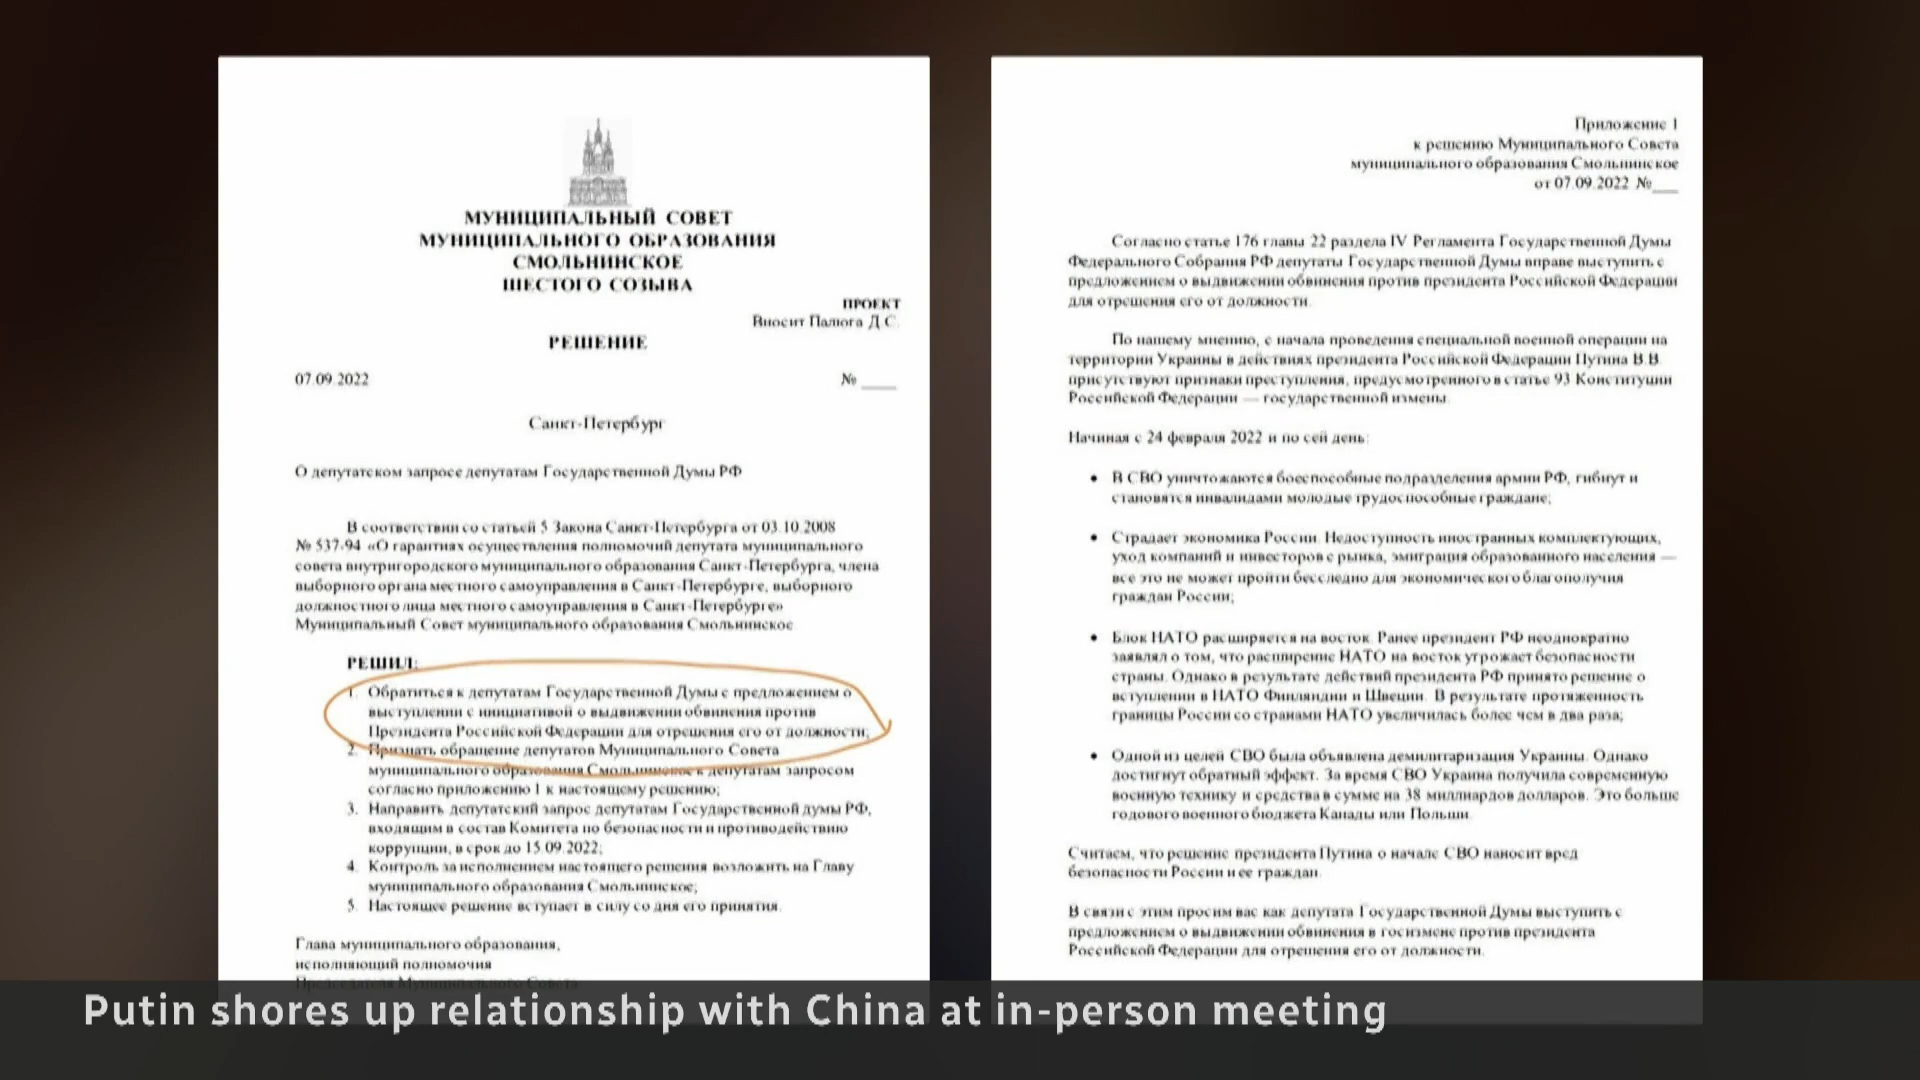 МУНИЦИПАЛЬНЫЙ СОВЕТ
МУНИЦИПАЛЬНОГО ОБРАЗОВАНИЯ
СМОЛЬНИНСКОЕ
ШЕСТОГО СОЗЫВА
ПРОЕКТ
Вносит Палюга Д.С.
РЕШЕНИЕ
07.09.2022 № ____
Санкт-Петербург
О депутатском запросе депутатам Государственной Думы РФ
В соответствии со статьей 5 Закона Санкт-Петербурга от 03.10.2008
№ 537-94 «О гарантиях осуществления полномочий депутата муниципального
совета внутригородского муниципального образования Санкт-Петербурга, члена
выборного органа местного самоуправления в Санкт-Петербурге, выборного
должностного лица местного самоуправления в Санкт-Петербурге»
Муниципальный Совет муниципального образования Смольнинское
РЕШИЛ:
1. Обратиться к депутатам Государственной Думы с предложением о
выступлении с инициативой о выдвижении обвинения против
Президента Российской Федерации для отрешения его от должности;
2. Признать обращение депутатов Муниципального Совета
муниципального образования Смольнинское к депутатам запросом
согласно приложению 1 к настоящему решению;
3. Направить депутатский запрос депутатам Государственной думы РФ,
входящим в состав Комитета по безопасности и противодействию
коррупции, в срок до 15.09.2022;
4. Контроль за исполнением настоящего решения возложить на Главу
муниципального образования Смольнинское;
5. Настоящее решение вступает в силу со дня его принятия.
Глава муниципального образования,
исполняющий полномочия
Председателя Муниципального Совета
Приложение 1
к решению Муниципального Совета
муниципального образования Смольнинское
от 07.09.2022 №___
Согласно статье 176 главы 22 раздела IV Регламента Государственной Думы
Федерального Собрания РФ депутаты Государственной Думы вправе выступить с
предложением о выдвижении обвинения против президента Российской Федерации
для отрешения его от должности.
По нашему мнению, с начала проведения специальной военной операции на
территории Украины в действиях президента Российской Федерации Путина В.В.
присутствуют признаки преступления, предусмотренного в статье 93 Конституции
Российской Федерации — государственной измены.
Начиная с 24 февраля 2022 и по сей день:
• В СВО уничтожаются боеспособные подразделения армии РФ, гибнут и
становятся инвалидами молодые трудоспособные граждане;
• Страдает экономика России. Недоступность иностранных комплектующих,
уход компаний и инвесторов с рынка, эмиграция образованного населения —
все это не может пройти бесследно для экономического благополучия
граждан России;
• Блок НАТО расширяется на восток. Ранее президент РФ неоднократно
заявлял о том, что расширение НАТО на восток угрожает безопасности
страны. Однако в результате действий президента РФ принято решение о
вступлении в НАТО Финляндии и Швеции. В результате протяженность
границы России со странами НАТО увеличилась более чем в два раза;
• Одной из целей СВО была объявлена демилитаризация Украины. Однако
достигнут обратный эффект. За время СВО Украина получила современную
военную технику и средства в сумме на 38 миллиардов долларов. Это больше
годового военного бюджета Канады или Польши.
Считаем, что решение президента Путина о начале СВО наносит вред
безопасности России и ее граждан.
В связи с этим просим вас как депутата Государственной Думы выступить с
предложением о выдвижении обвинения в госизмене против президента
Российской Федерации для отрешения его от должности.
Putin shores up relationship with China at in-person meeting